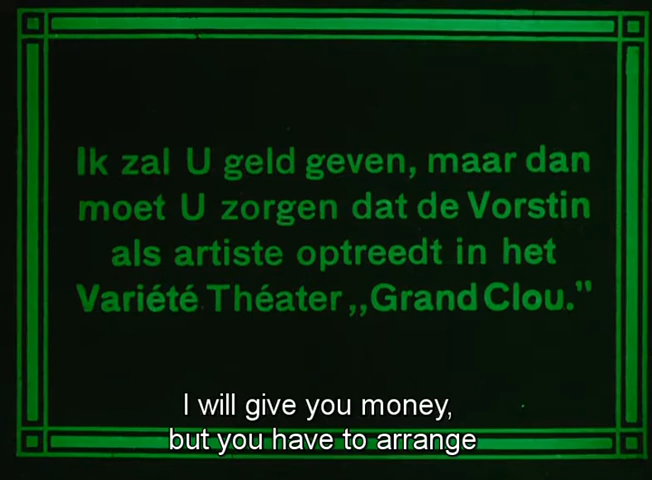 Ik zal U geld geven, maar dan
moet U zorgen dat de Vorstin
als artiste optreedt in het
Variété Théater „Grand Clou."
I will give you money,
but you have to arrange